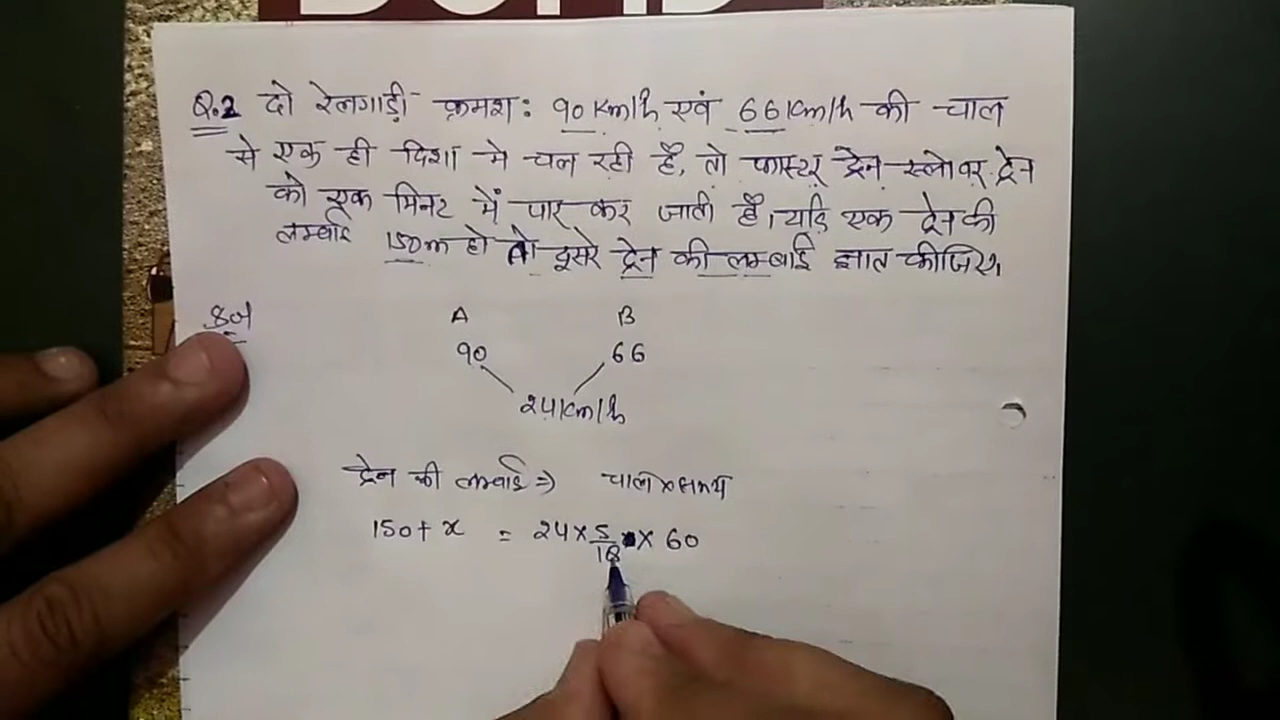 Q.2 दो रेलगाड़ी क्रमश: 90 Km/h एवं 66 Km/h की चाल
से एक ही दिशा मे चल रही है, तो फास्टर ट्रेन स्लोवर ट्रेन
को एक मिनट में पार कर जाती है। यदि एक ट्रेन की
लम्बाई 150m हो तो दूसरे ट्रेन की लम्बाई ज्ञात कीजिए।
Sol
A B
90 66
24 Km/h
ट्रेन की लम्बाई => चाल × समय
150 + x = 24 × 5/18 × 60